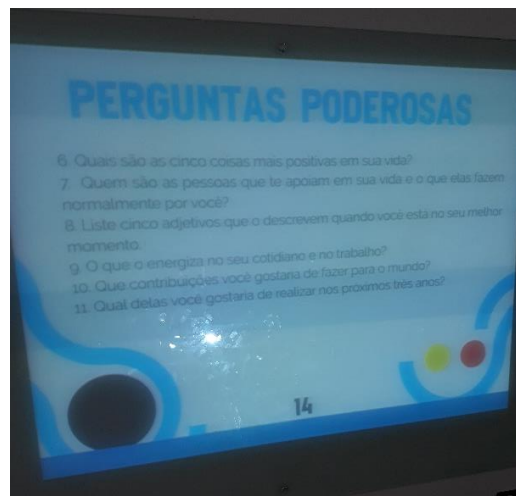 PERGUNTAS PODEROSAS
6. Quais são as cinco coisas mais positivas em sua vida?
7. Quem são as pessoas que te apoiam em sua vida e o que elas fazem
normalmente por você?
8. Liste cinco adjetivos que o descrevem quando você está no seu melhor
momento.
9. O que o energiza no seu cotidiano e no trabalho?
10. Que contribuições você gostaria de fazer para o mundo?
11. Qual delas você gostaria de realizar nos próximos três anos?
14